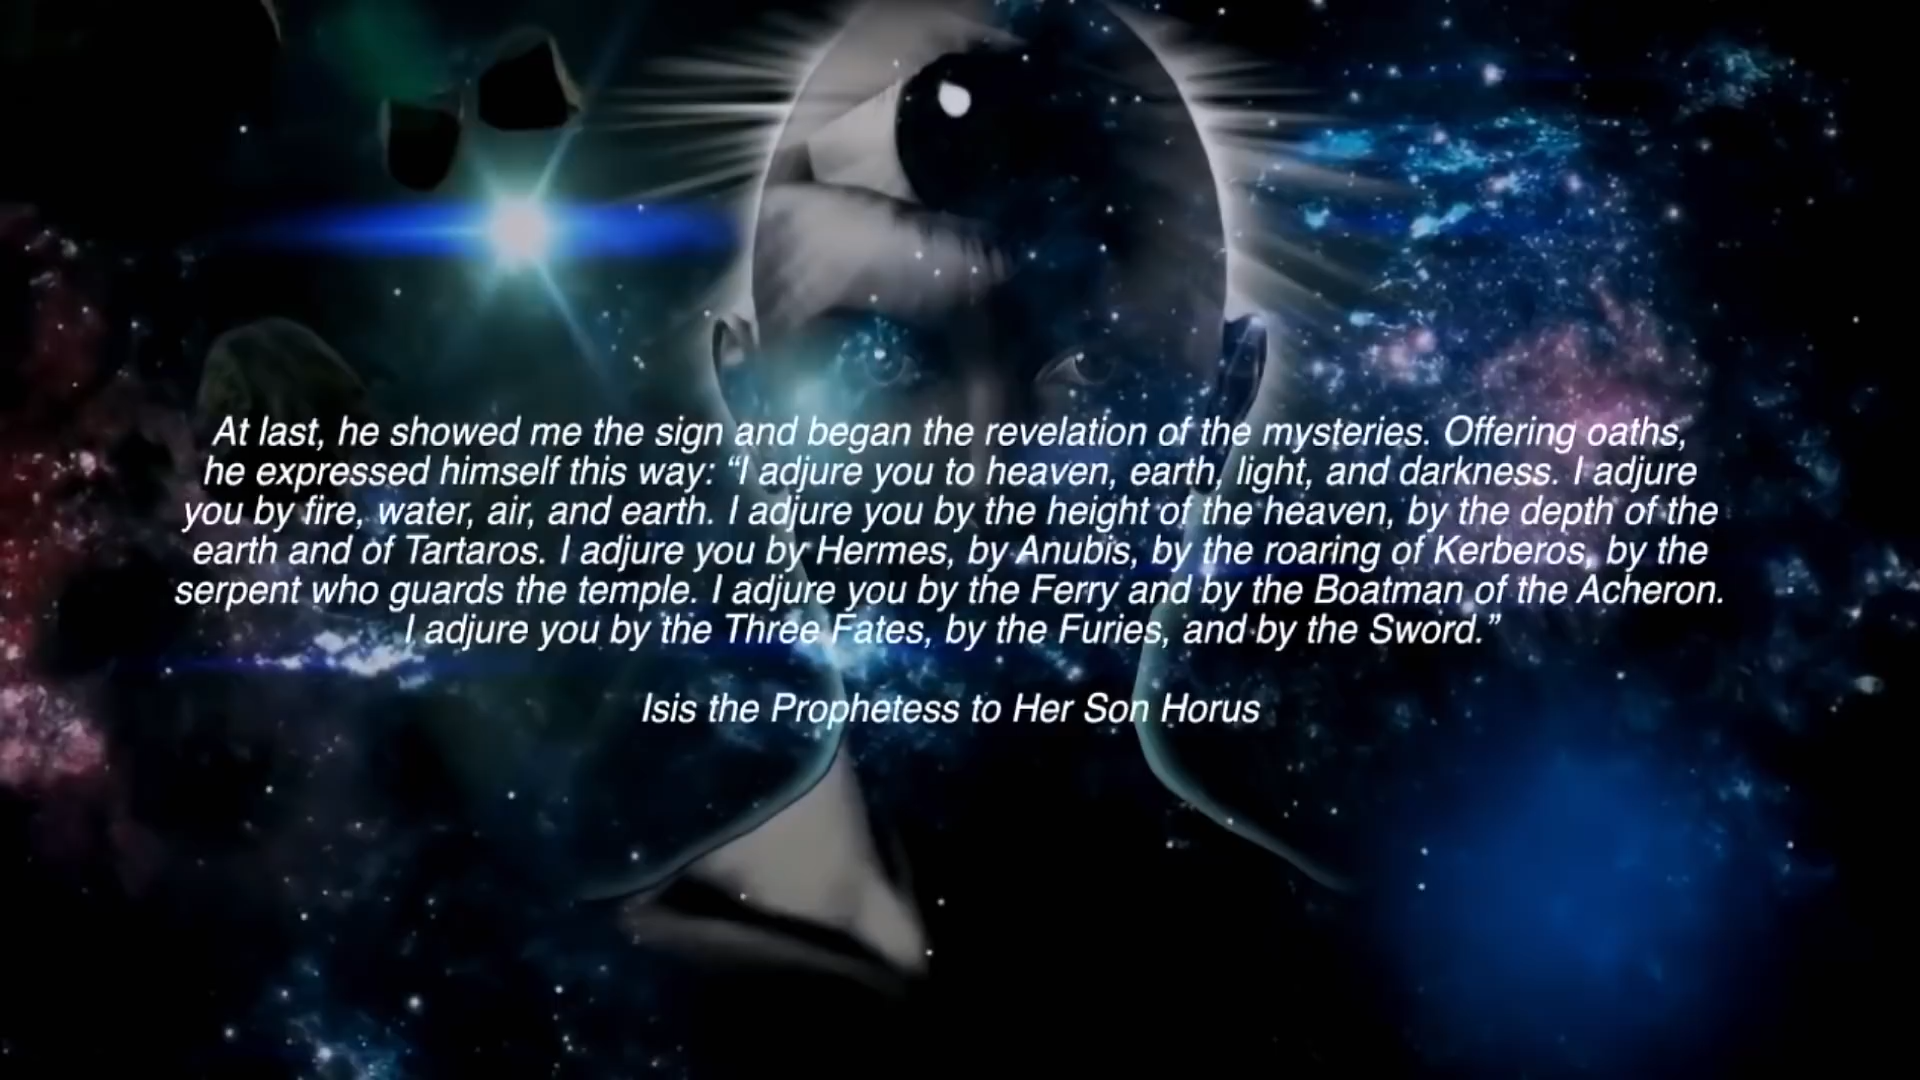 At last, he showed me the sign and began the revelation of the mysteries. Offering oaths,
he expressed himself this way: “I adjure you to heaven, earth, light, and darkness. I adjure
you by fire, water, air, and earth. I adjure you by the height of the heaven, by the depth of the
earth and of Tartaros. I adjure you by Hermes, by Anubis, by the roaring of Kerberos, by the
serpent who guards the temple. I adjure you by the Ferry and by the Boatman of the Acheron.
I adjure you by the Three Fates, by the Furies, and by the Sword.”
Isis the Prophetess to Her Son Horus